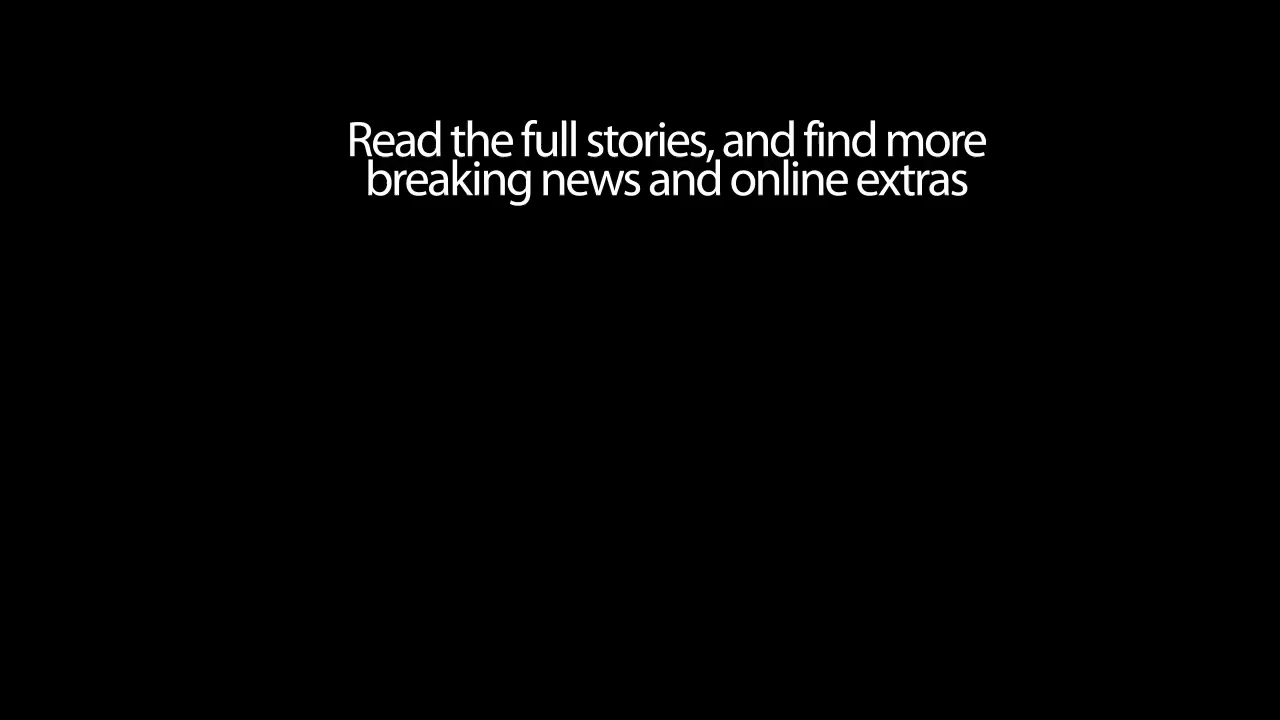 Read the full stories, and find more
breaking news and online extras